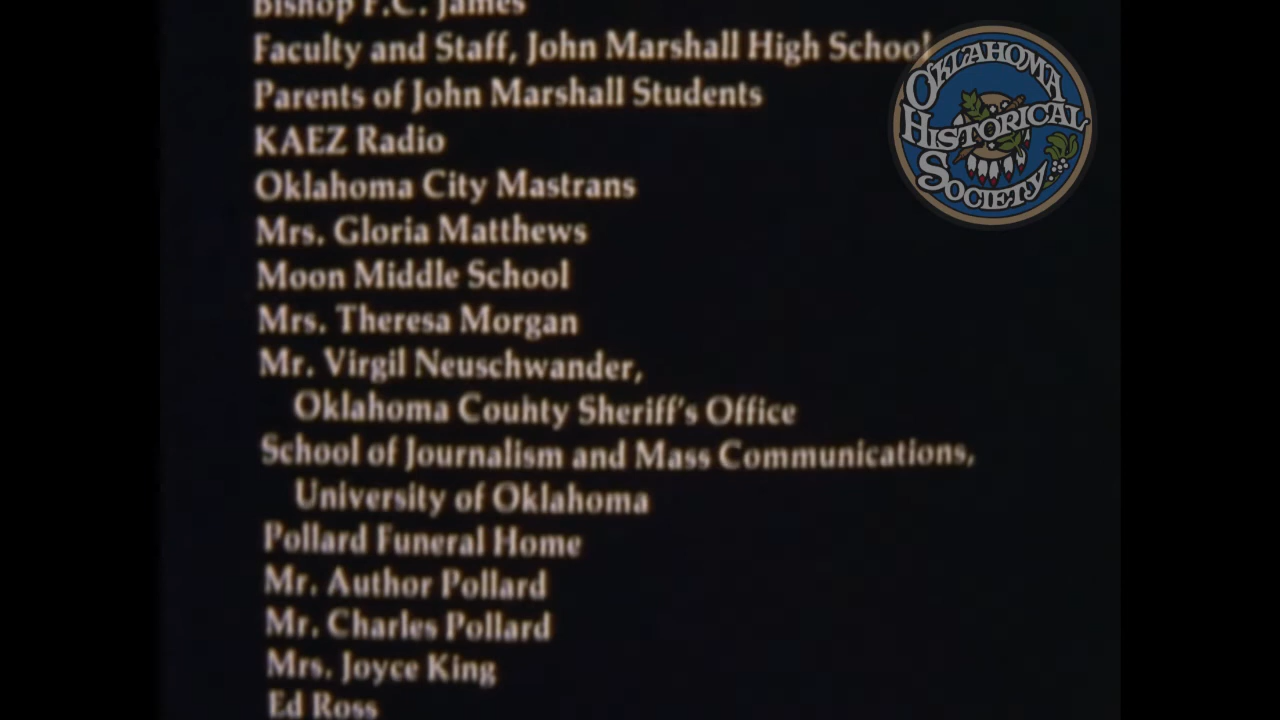 Bishop F.C. James
Faculty and Staff, John Marshall High School
Parents of John Marshall Students
KAEZ Radio
Oklahoma City Mastrans
Mrs. Gloria Matthews
Moon Middle School
Mrs. Theresa Morgan
Mr. Virgil Neuschwander,
Oklahoma Couhty Sheriff's Office
School of Journalism and Mass Communications,
University of Oklahoma
Pollard Funeral Home
Mr. Author Pollard
Mr. Charles Pollard
Mrs. Joyce King
Ed Ross
OKLAHOMA
HISTORICAL
SOCIETY